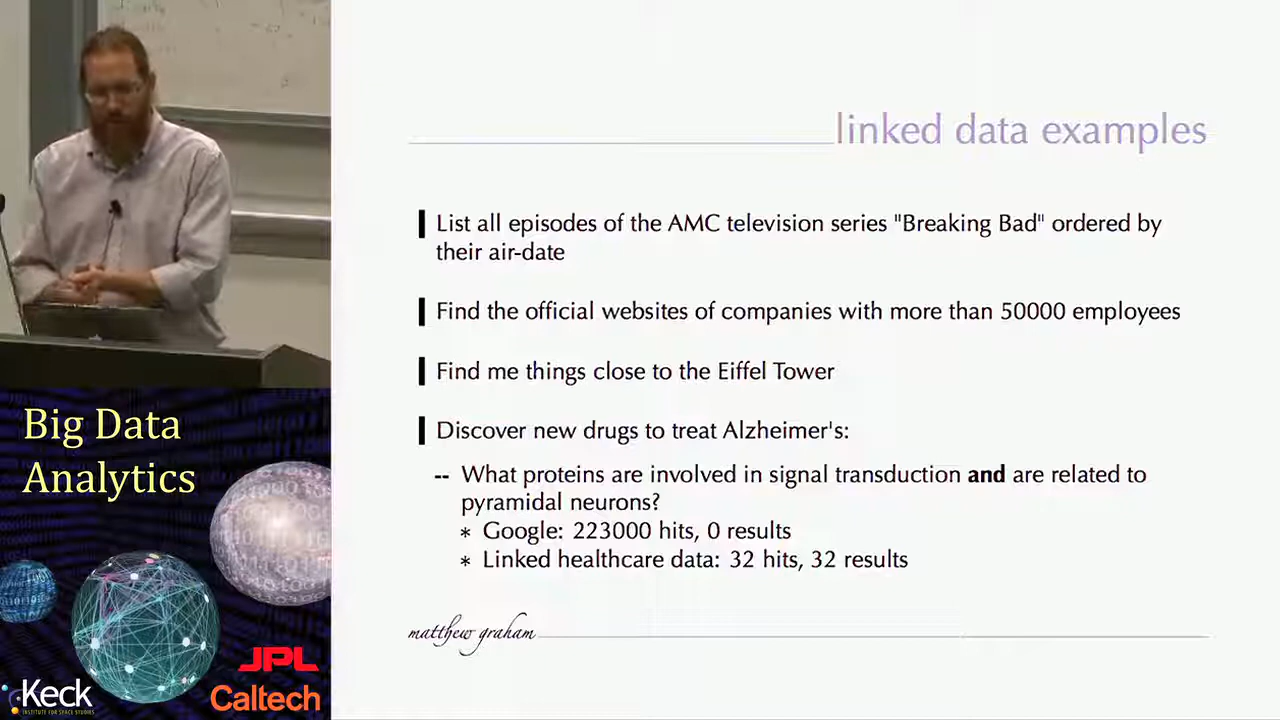 linked data examples
▌List all episodes of the AMC television series "Breaking Bad" ordered by
their air-date
▌Find the official websites of companies with more than 50000 employees
▌Find me things close to the Eiffel Tower
▌Discover new drugs to treat Alzheimer's:
-- What proteins are involved in signal transduction and are related to
pyramidal neurons?
* Google: 223000 hits, 0 results
* Linked healthcare data: 32 hits, 32 results
matthew graham
Big Data
Analytics
JPL
Keck
INSTITUTE FOR SPACE STUDIES
Caltech